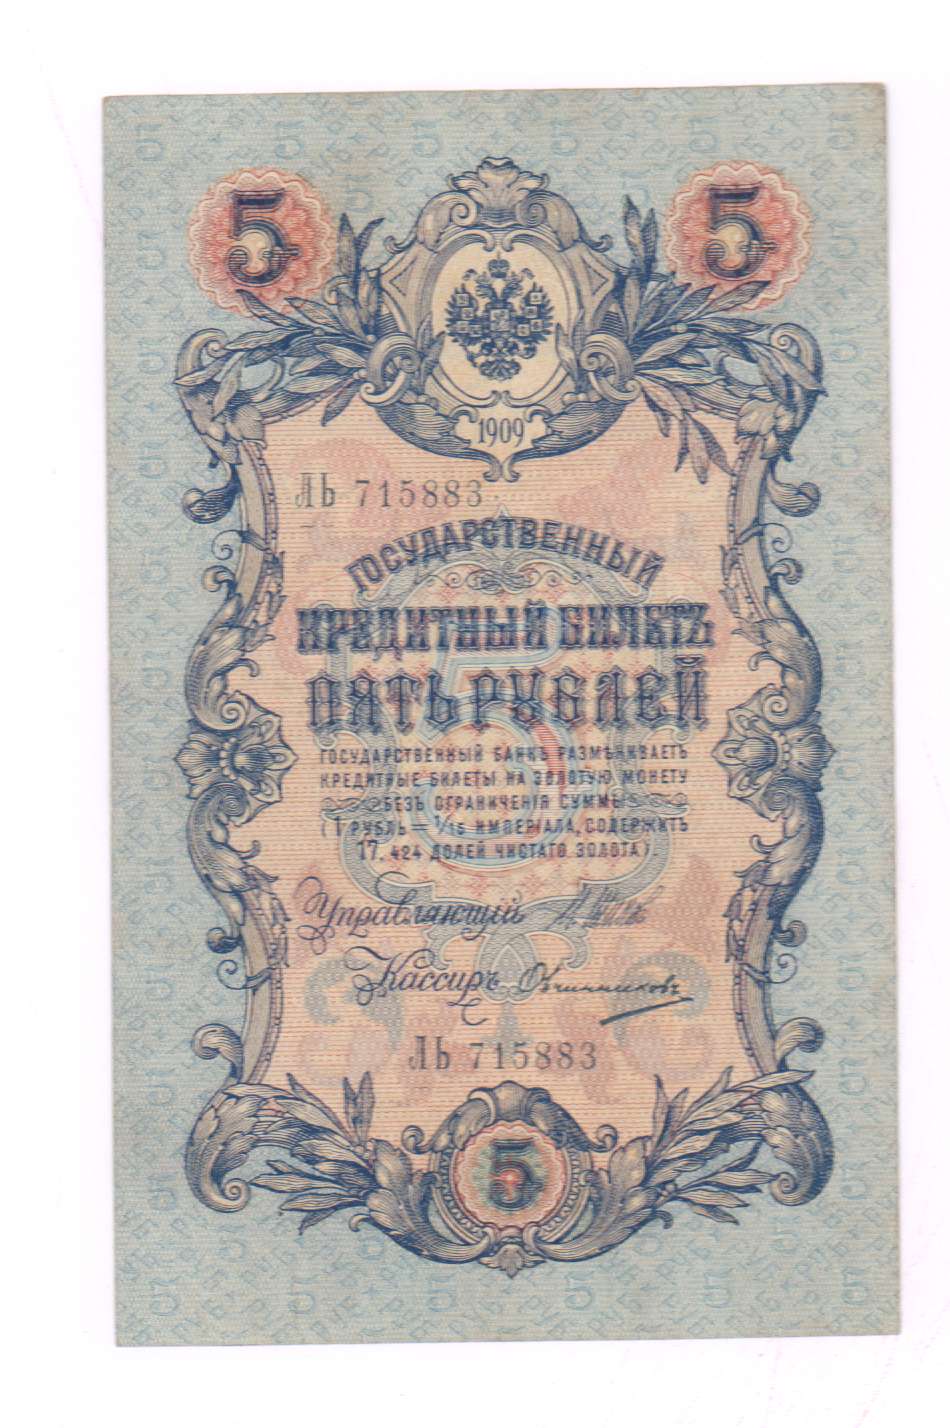 5 5
1909
ЛЬ 715883
ГОСУДАРСТВЕННЫЙ
КРЕДИТНЫЙ БИЛЕТЪ
ПЯТЬ РУБЛЕЙ
ГОСУДАРСТВЕННЫЙ БАНКЪ РАЗМѢНИВАЕТЪ
КРЕДИТНЫЕ БИЛЕТЫ НА ЗОЛОТУЮ МОНЕТУ
БЕЗЪ ОГРАНИЧЕНІЯ СУММЫ
(1 РУБЛЬ = 1/15 ИМПЕРІАЛА, СОДЕРЖИТЪ
17, 424 ДОЛЕЙ ЧИСТАГО ЗОЛОТА).
Управляющій
Кассиръ Овчинниковъ
ЛЬ 715883
5